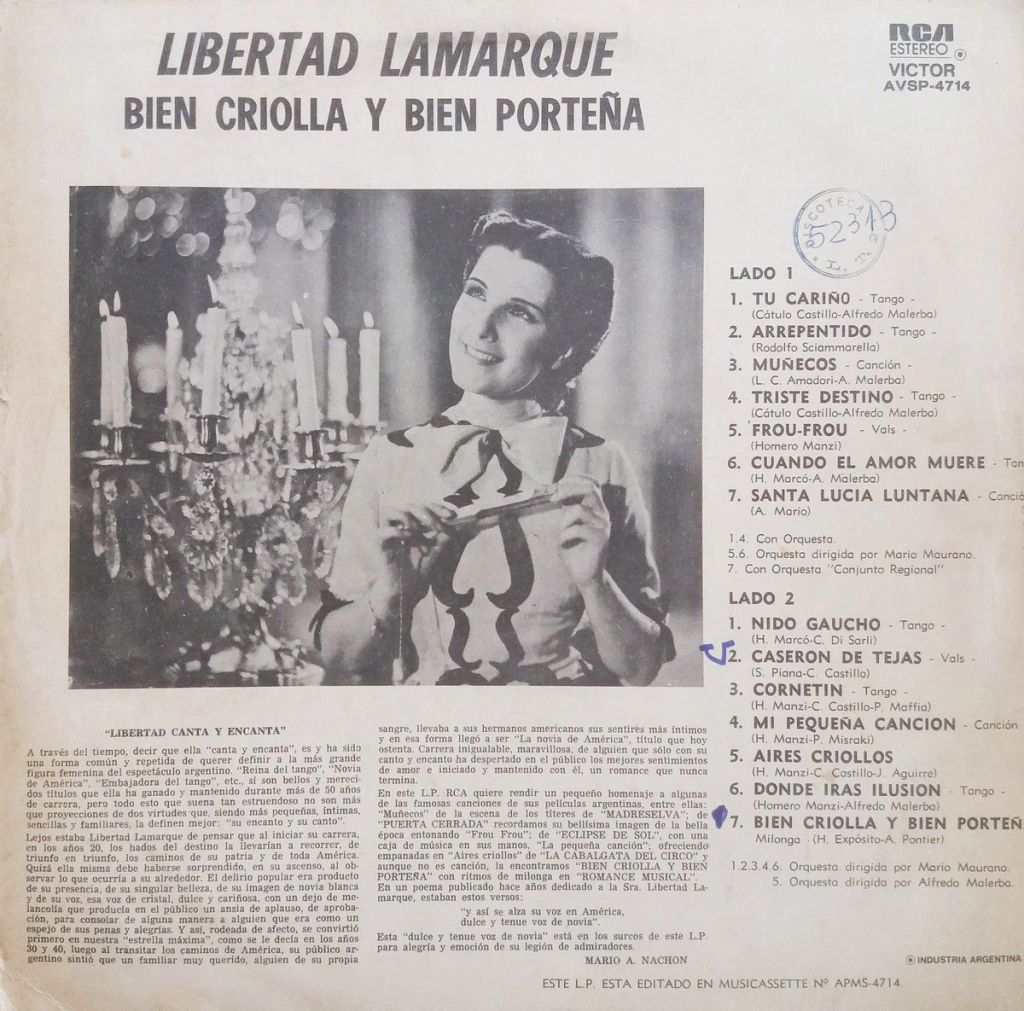 LIBERTAD LAMARQUE
BIEN CRIOLLA Y BIEN PORTEÑA
RCA
ESTEREO
VICTOR
AVSP-4714
DISCOTECA
52313
L. T. 2
LADO 1
1. TU CARIÑO - Tango -
(Cátulo Castillo-Alfredo Malerba)
2. ARREPENTIDO - Tango -
(Rodolfo Sciammarella)
3. MUÑECOS - Canción -
(L. C. Amadori-A. Malerba)
4. TRISTE DESTINO - Tango -
(Cátulo Castillo-Alfredo Malerba)
5. FROU-FROU - Vals -
(Homero Manzi)
6. CUANDO EL AMOR MUERE - Tan
(H. Marcó-A. Malerba)
7. SANTA LUCIA LUNTANA - Canció
(A. Mario)
1.4. Con Orquesta.
5.6. Orquesta dirigida por Mario Maurano.
7. Con Orquesta "Conjunto Regional"
LADO 2
1. NIDO GAUCHO - Tango -
(H. Marcó-C. Di Sarli)
2. CASERON DE TEJAS - Vals -
(S. Piana-C. Castillo)
3. CORNETIN - Tango -
(H. Manzi-C. Castillo-P. Maffia)
4. MI PEQUEÑA CANCION - Canción
(H. Manzi-P. Misraki)
5. AIRES CRIOLLOS
(H. Manzi-C. Castillo-J. Aguirre)
6. DONDE IRAS ILUSION - Tango -
(Homero Manzi-Alfredo Malerba)
7. BIEN CRIOLLA Y BIEN PORTEÑ
Milonga - (H. Expósito-A. Pontier)
1.2.3.4.6. Orquesta dirigida por Mario Maurano.
5. Orquesta dirigida por Alfredo Malerba.
"LIBERTAD CANTA Y ENCANTA"
A través del tiempo, decir que ella "canta y encanta", es y ha sido
una forma común y repetida de querer definir a la más grande
figura femenina del espectáculo argentino. "Reina del tango", "Novia
de América", "Embajadora del tango", etc., sí son bellos y mereci-
dos títulos que ella ha ganado y mantenido durante más de 50 años
de carrera, pero todo esto que suena tan estruendoso no son más
que proyecciones de dos virtudes que, siendo más pequeñas, íntimas,
sencillas y familiares, la definen mejor: "su encanto y su canto".
Lejos estaba Libertad Lamarque de pensar que al iniciar su carrera,
en los años 20, los hados del destino la llevarían a recorrer, de
triunfo en triunfo, los caminos de su patria y de toda América.
Quizá ella misma debe haberse sorprendido, en su ascenso, al ob-
servar lo que ocurría a su alrededor. El delirio popular era producto
de su presencia, de su singular belleza, de su imagen de novia blanca
y de su voz, esa voz de cristal, dulce y cariñosa, con un dejo de me-
lancolía que producía en el público un ansia de aplauso, de aproba-
ción, para consolar de alguna manera a alguien que era como un
espejo de sus penas y alegrías. Y así, rodeada de afecto, se convirtió
primero en nuestra "estrella máxima", como se le decía en los años
30 y 40, luego al transitar los caminos de América, su público ar-
gentino sintió que un familiar muy querido, alguien de su propia
sangre, llevaba a sus hermanos americanos sus sentires más íntimos
y en esa forma llegó a ser "La novia de América", título que hoy
ostenta. Carrera inigualable, maravillosa, de alguien que sólo con su
canto y encanto ha despertado en el público los mejores sentimientos
de amor e iniciado y mantenido con él, un romance que nunca
termina.
En este L.P. RCA quiere rendir un pequeño homenaje a algunas
de las famosas canciones de sus películas argentinas, entre ellas:
"Muñecos" de la escena de los títeres de "MADRESELVA"; de
"PUERTA CERRADA" recordamos su bellísima imagen de la bella
época entonando "Frou Frou"; de "ECLIPSE DE SOL", con una
caja de música en sus manos, "La pequeña canción"; ofreciendo
empanadas en "Aires criollos" de "LA CABALGATA DEL CIRCO" y
aunque no es canción, la encontramos "BIEN CRIOLLA Y BIEN
PORTEÑA" con ritmos de milonga en "ROMANCE MUSICAL".
En un poema publicado hace años dedicado a la Sra. Libertad La-
marque, estaban estos versos:
"y así se alza su voz en América,
dulce y tenue voz de novia".
Esta "dulce y tenue voz de novia" está en los surcos de este L.P.
para alegría y emoción de su legión de admiradores.
MARIO A. NACHON
INDUSTRIA ARGENTINA
ESTE L.P. ESTA EDITADO EN MUSICASSETTE Nº APMS-4714.